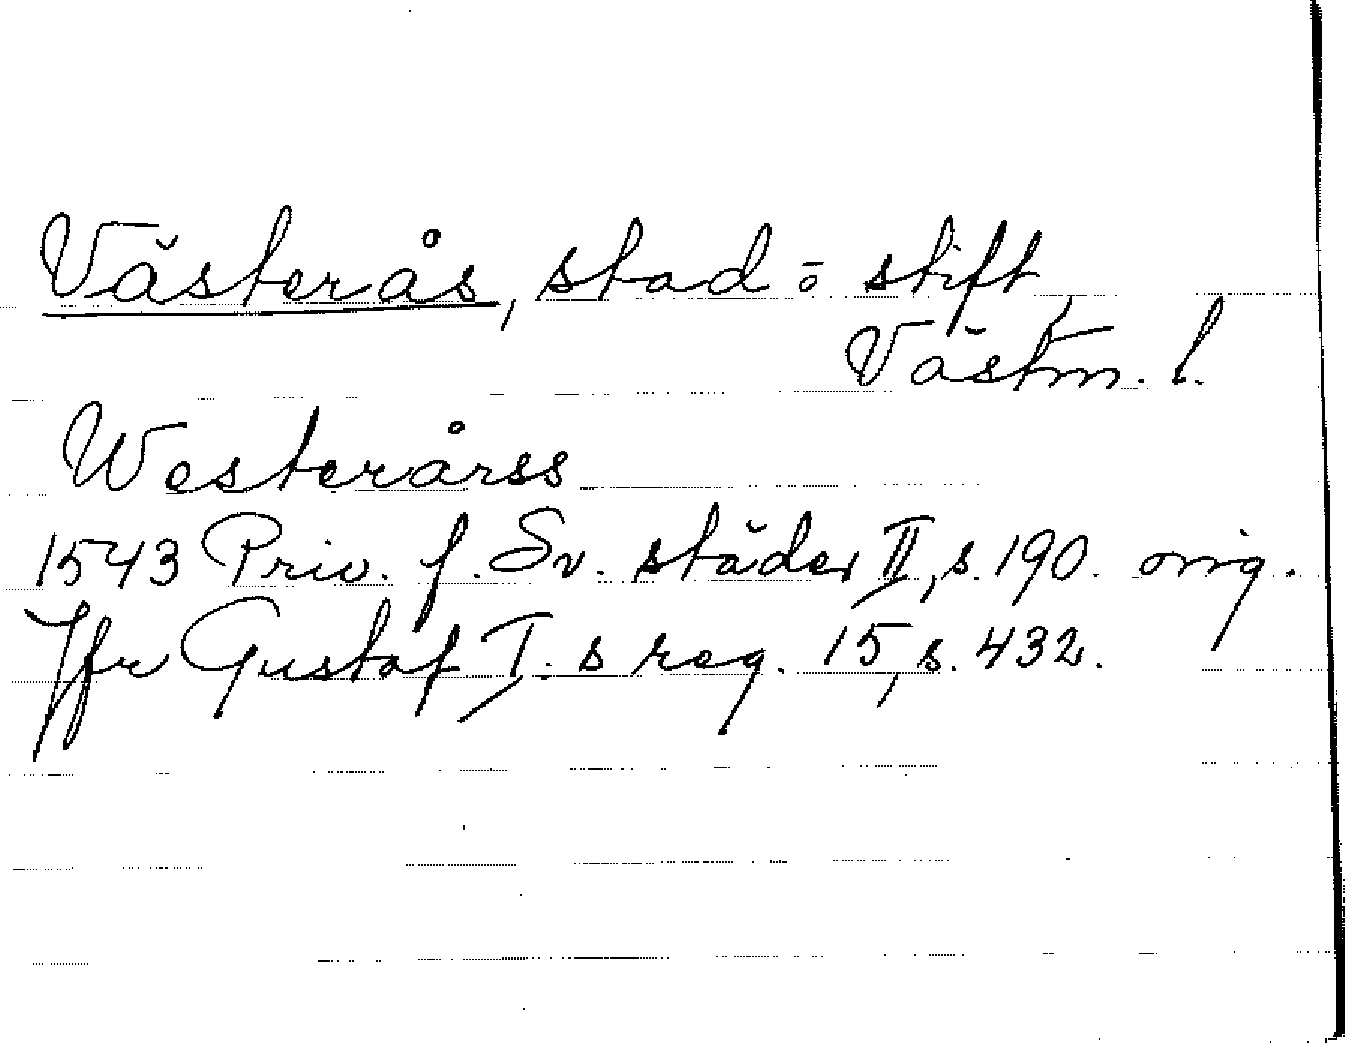 Västerås, stad o stift
Västm. l.
Westerårss
1543 Priv. f. Sv. städer II, s. 190. orig.
Jfr Gustaf I. s reg. 15, s. 432.